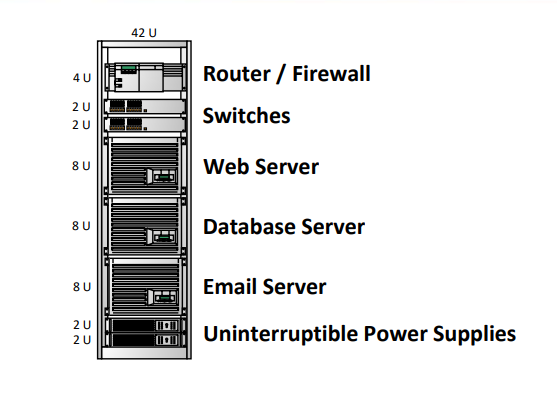 42 U
4 U Router / Firewall
2 U
Switches
2 U
8 U Web Server
8 U Database Server
8 U Email Server
2 U
Uninterruptible Power Supplies
2 U